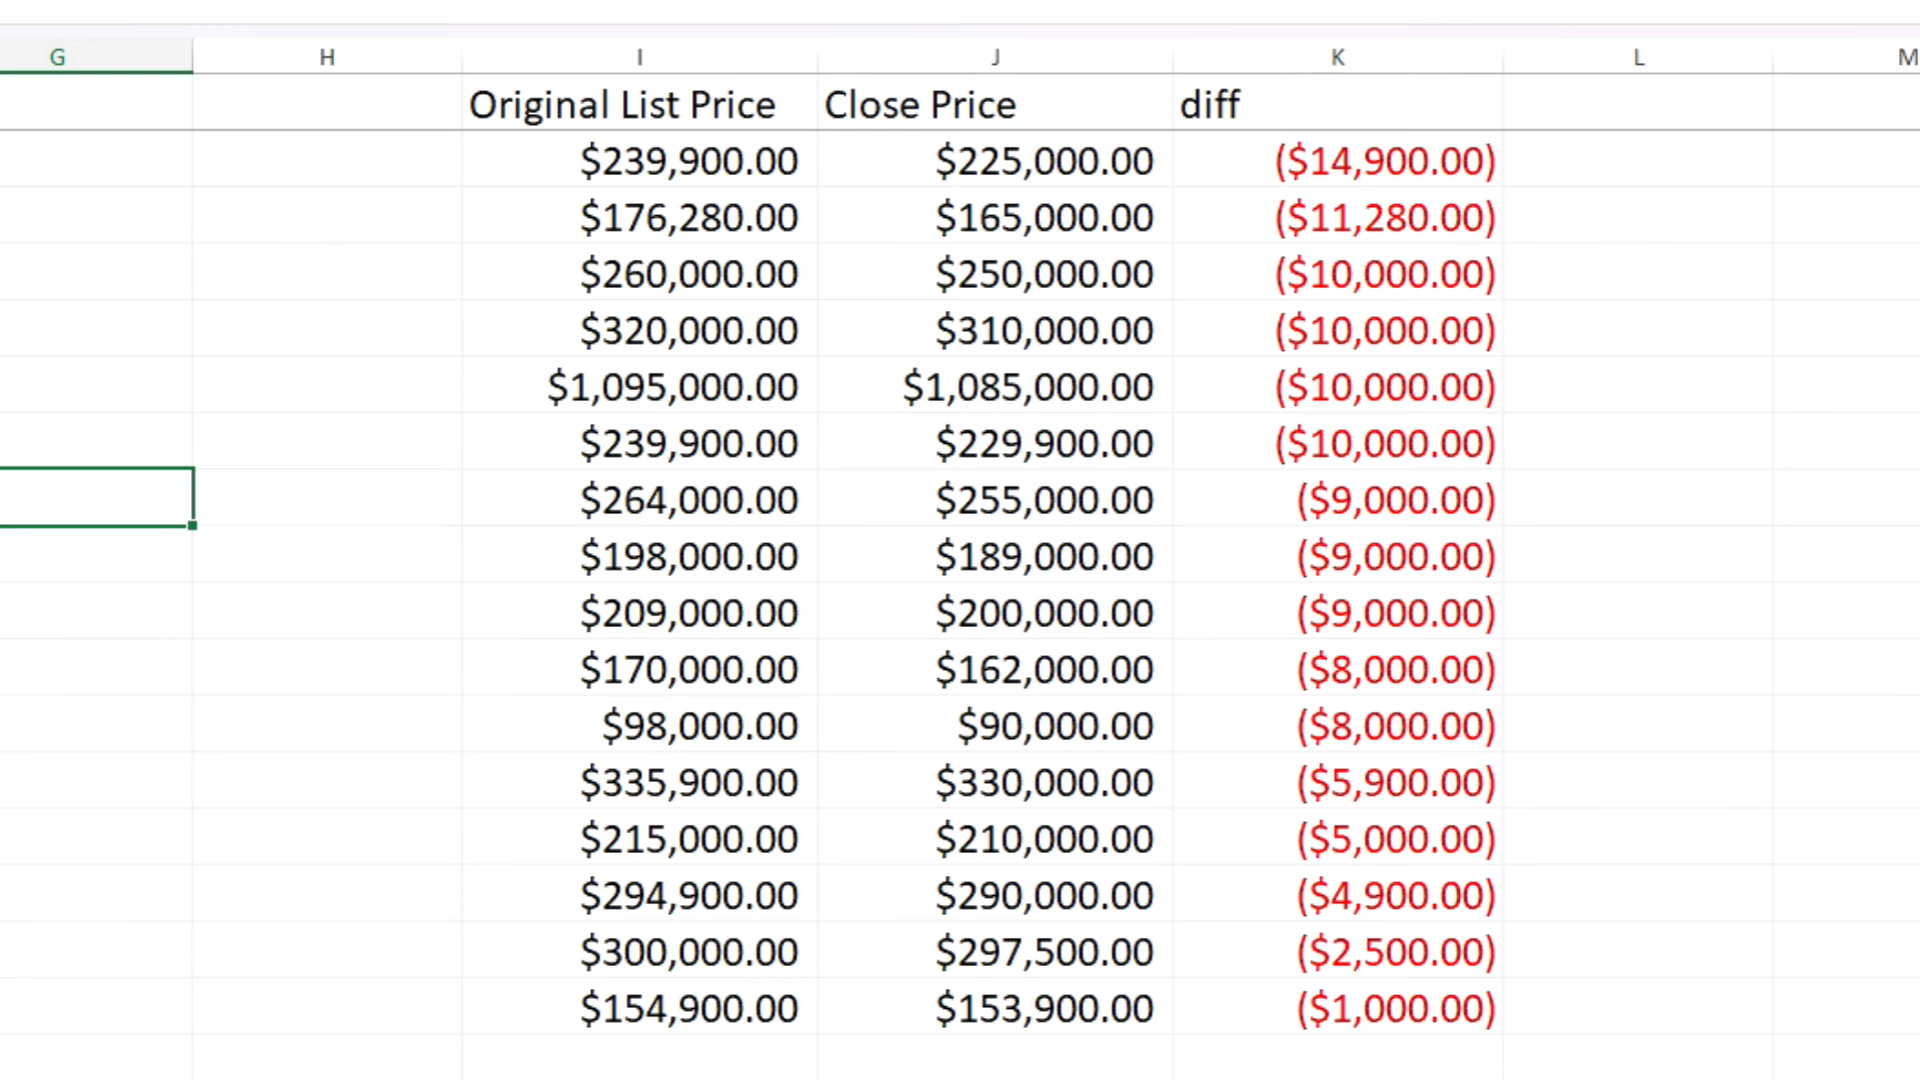 G H I J K L M
Original List Price Close Price diff
$239,900.00 $225,000.00 ($14,900.00)
$176,280.00 $165,000.00 ($11,280.00)
$260,000.00 $250,000.00 ($10,000.00)
$320,000.00 $310,000.00 ($10,000.00)
$1,095,000.00 $1,085,000.00 ($10,000.00)
$239,900.00 $229,900.00 ($10,000.00)
$264,000.00 $255,000.00 ($9,000.00)
$198,000.00 $189,000.00 ($9,000.00)
$209,000.00 $200,000.00 ($9,000.00)
$170,000.00 $162,000.00 ($8,000.00)
$98,000.00 $90,000.00 ($8,000.00)
$335,900.00 $330,000.00 ($5,900.00)
$215,000.00 $210,000.00 ($5,000.00)
$294,900.00 $290,000.00 ($4,900.00)
$300,000.00 $297,500.00 ($2,500.00)
$154,900.00 $153,900.00 ($1,000.00)